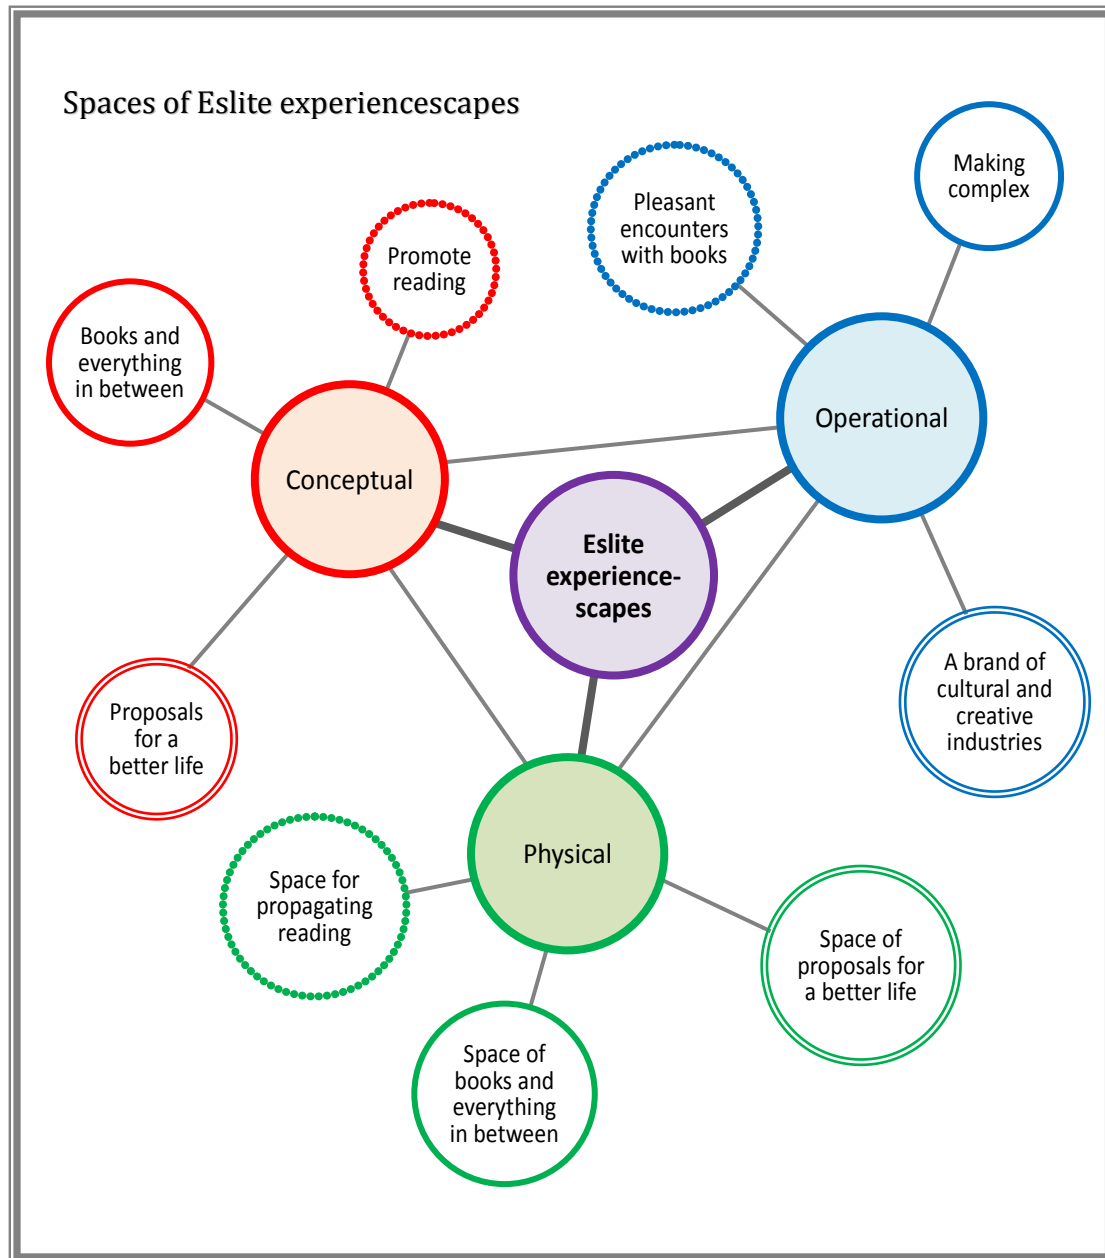 Spaces of Eslite experiencescapes
Making
complex
Pleasant
encounters
with books
Promote
reading
Books and
everything
in between
Operational
Conceptual
Eslite
experience-
scapes
A brand of
cultural and
creative
industries
Proposals
for a
better life
Physical
Space for
propagating
reading
Space of
proposals for
a better life
Space of
books and
everything
in between